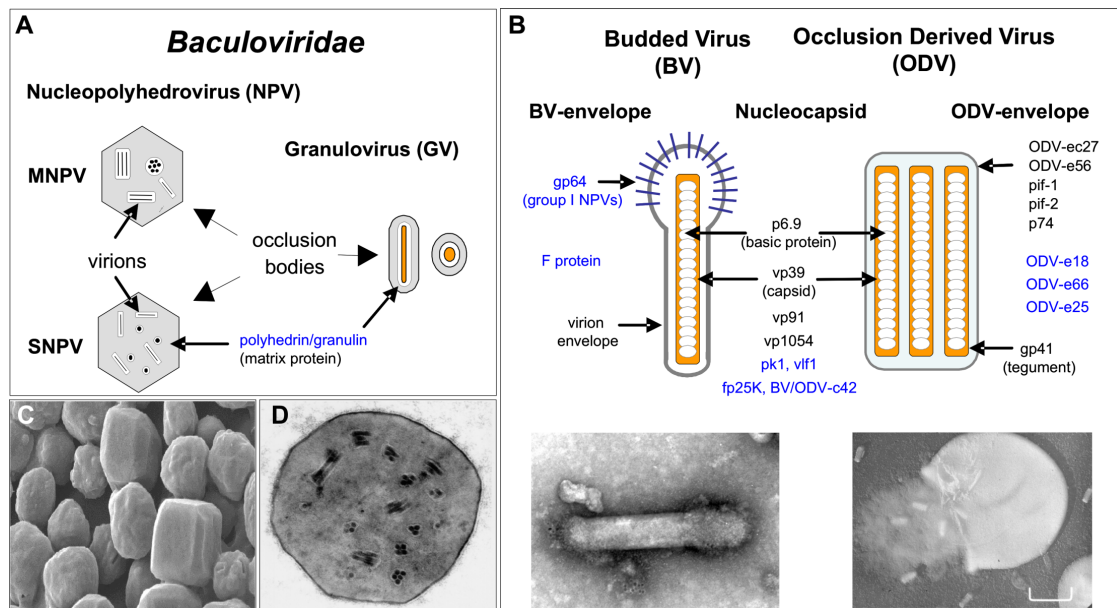 A
Baculoviridae
Nucleopolyhedrovirus (NPV)
Granulovirus (GV)
MNPV
virions
occlusion
bodies
SNPV
polyhedrin/granulin
(matrix protein)
B
Budded Virus
(BV)
Occlusion Derived Virus
(ODV)
BV-envelope
Nucleocapsid
ODV-envelope
gp64
(group I NPVs)
F protein
virion
envelope
p6.9
(basic protein)
vp39
(capsid)
vp91
vp1054
pk1, vlf1
fp25K, BV/ODV-c42
ODV-ec27
ODV-e56
pif-1
pif-2
p74
ODV-e18
ODV-e66
ODV-e25
gp41
(tegument)
C
D